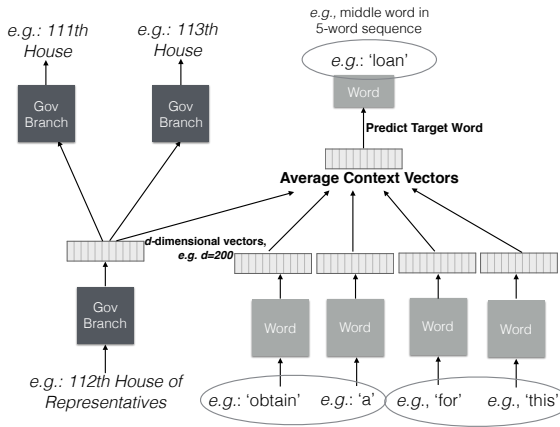 e.g.: 111th
House
e.g.: 113th
House
e.g., middle word in
5-word sequence
e.g.: ‘loan’
Gov
Branch
Gov
Branch
Word
Predict Target Word
Average Context Vectors
d-dimensional vectors,
e.g. d=200
Gov
Branch
Word
Word
Word
Word
e.g.: 112th House of
Representatives
e.g.: ‘obtain’
e.g.: ‘a’
e.g., ‘for’
e.g., ‘this’